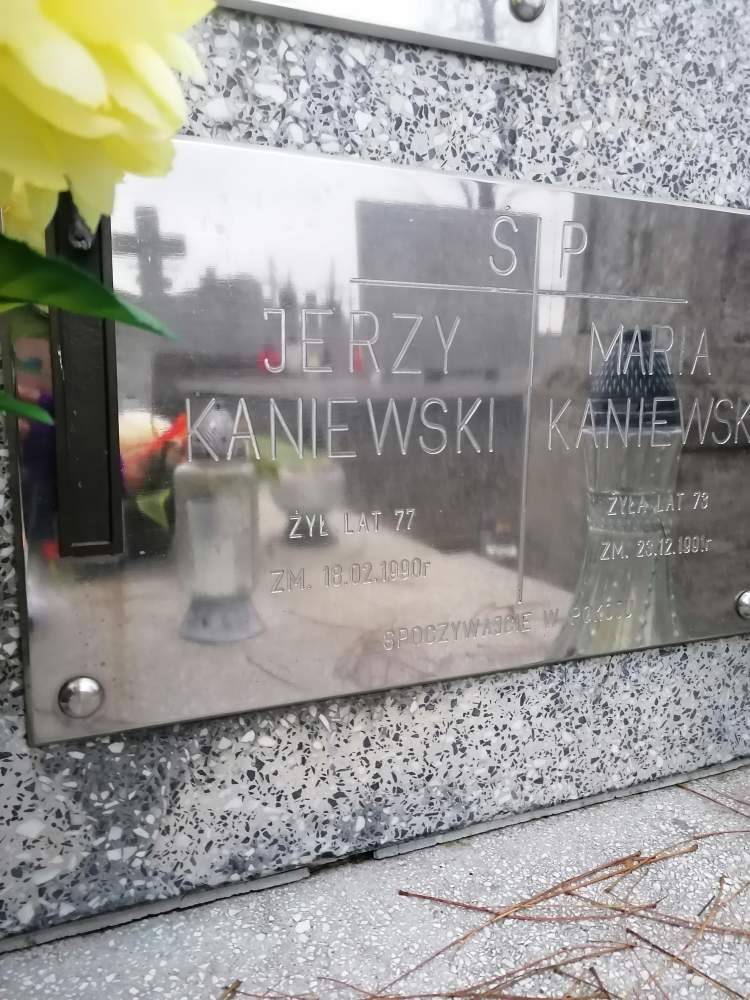 Ś P
JERZY
KANIEWSKI
ŻYŁ LAT 77
ZM. 18.02.1990r
MARIA
KANIEWSK
ŻYŁA LAT 73
ZM. 23.12.1991r
SPOCZYWAJCIE W POKOJU